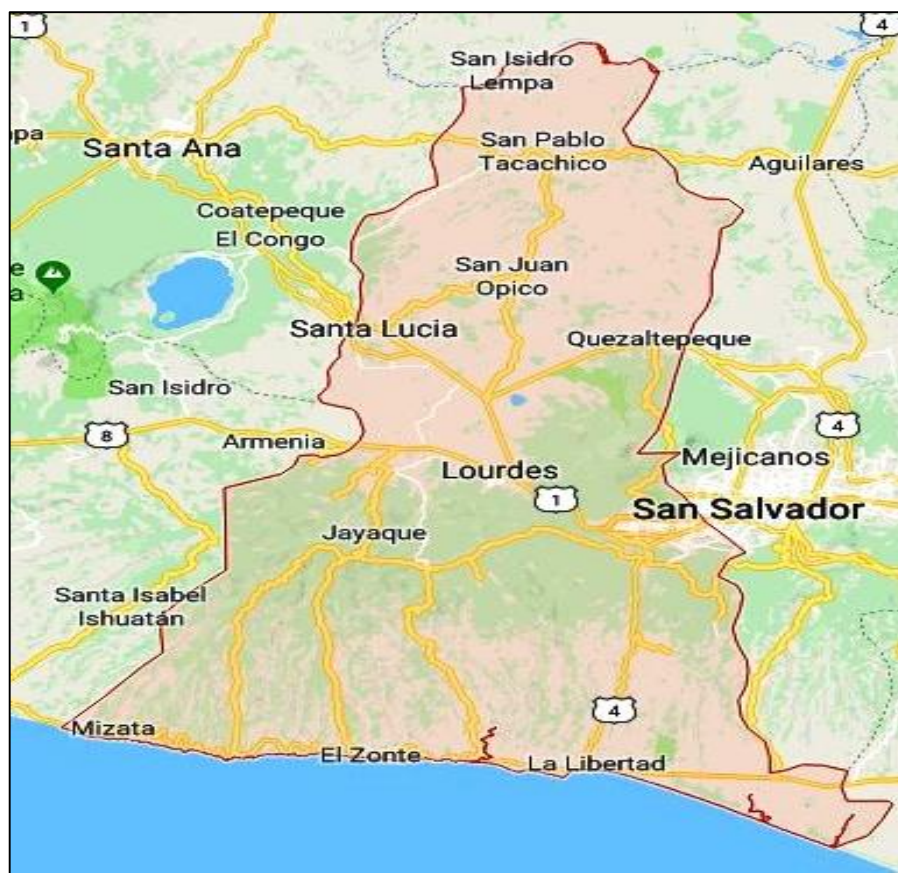 1
4
San Isidro
Lempa
San Pablo
Tacachico
Santa Ana
Aguilares
Coatepeque
El Congo
San Juan
Opico
Santa Lucia
Quezaltepeque
San Isidro
8
Armenia
4
Mejicanos
Lourdes
1
San Salvador
Jayaque
Santa Isabel
Ishuatán
4
Mizata
El Zonte
La Libertad